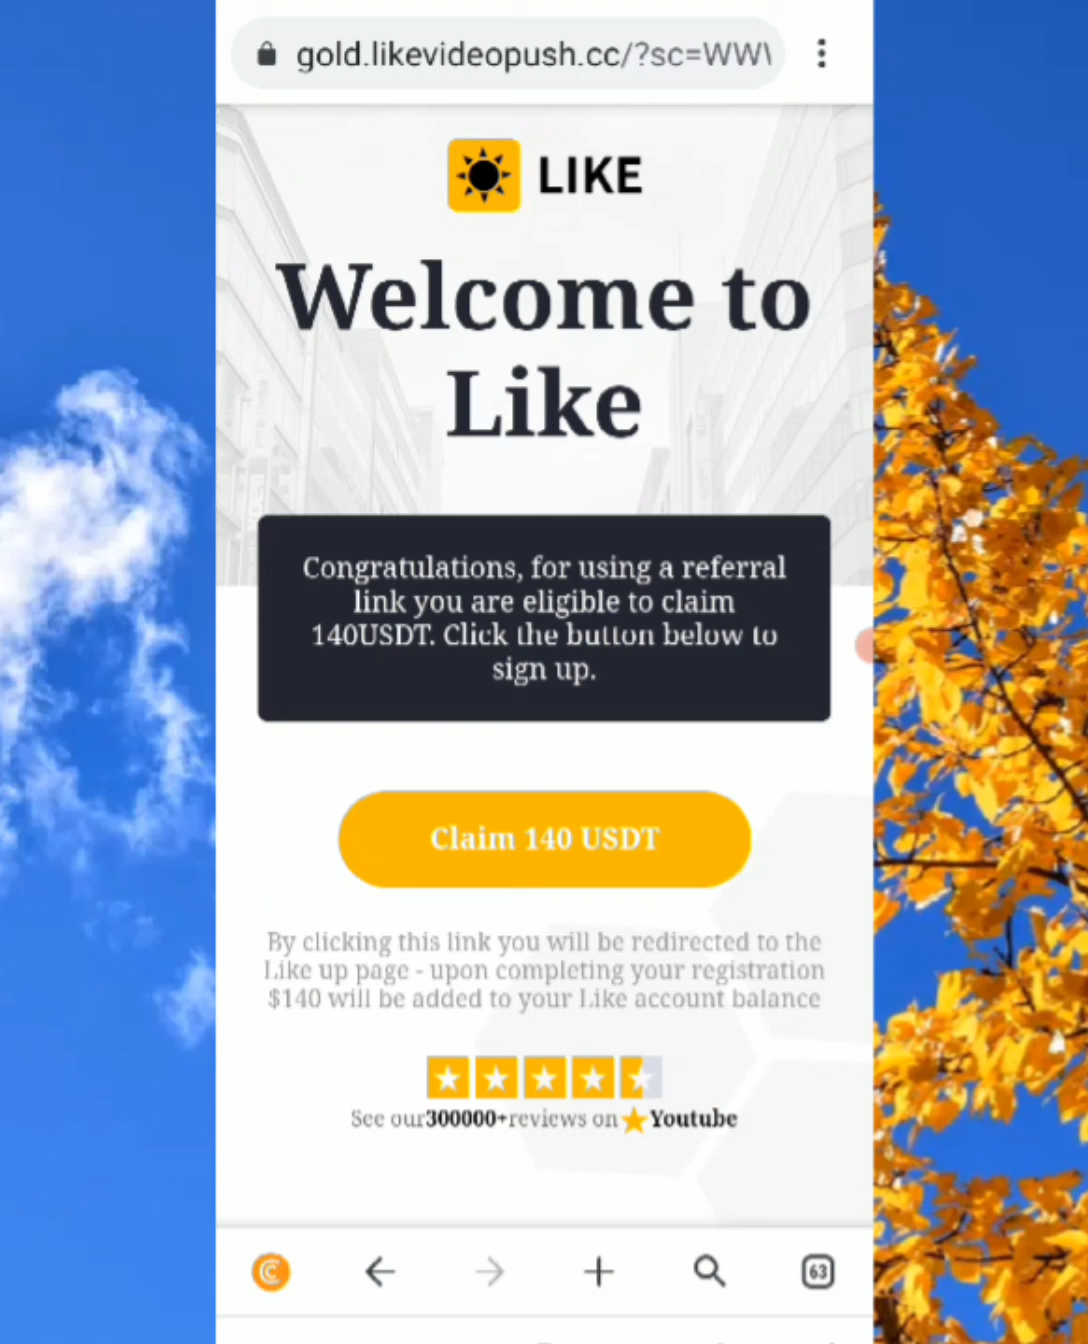 gold.likevideopush.cc/?sc=WW
LIKE
Welcome to
Like
Congratulations, for using a referral
link you are eligible to claim
140USDT. Click the button below to
sign up.
Claim 140 USDT
By clicking this link you will be redirected to the
Like up page - upon completing your registration
$140 will be added to your Like account balance
See our300000+reviews on Youtube
63